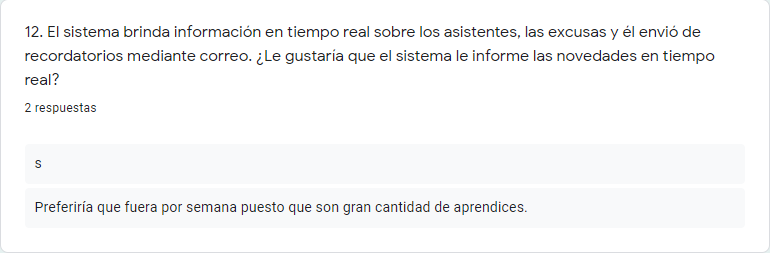 12. El sistema brinda información en tiempo real sobre los asistentes, las excusas y él envió de
recordatorios mediante correo. ¿Le gustaría que el sistema le informe las novedades en tiempo
real?
2 respuestas
s
Preferiría que fuera por semana puesto que son gran cantidad de aprendices.